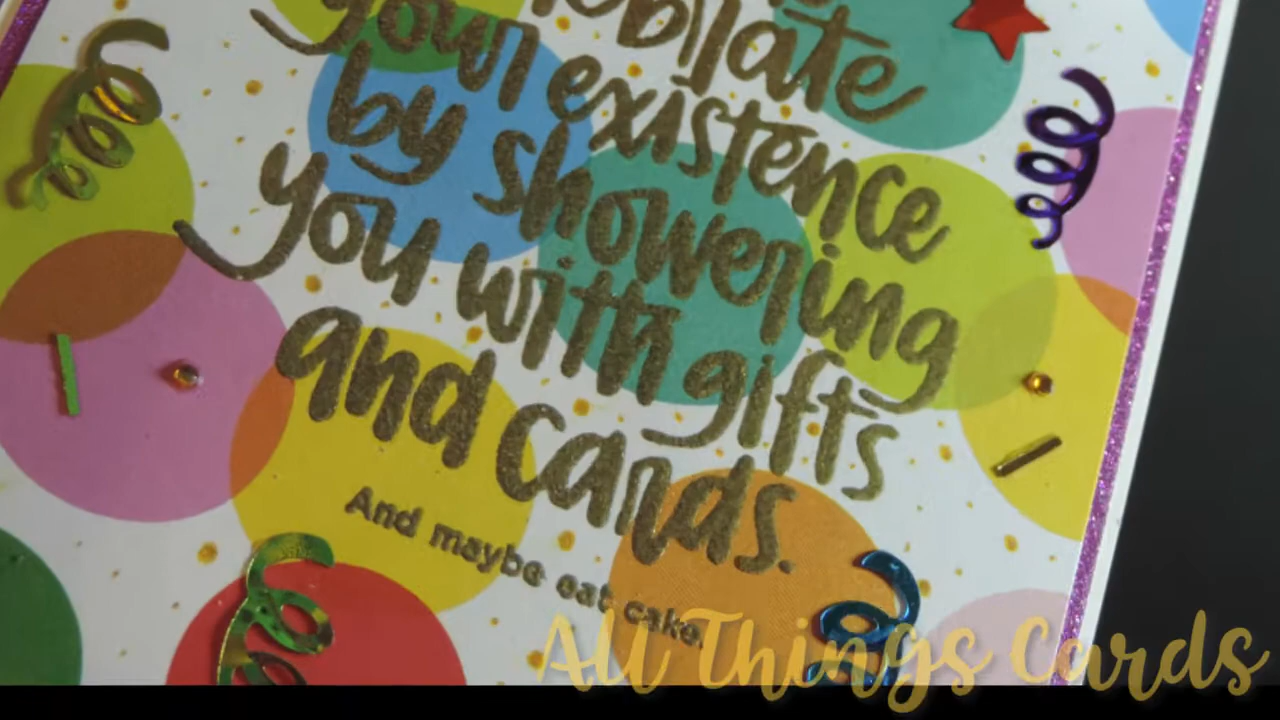 your existence
by showering
you with gifts
and cards.
And maybe eat cake.
All Things Cards